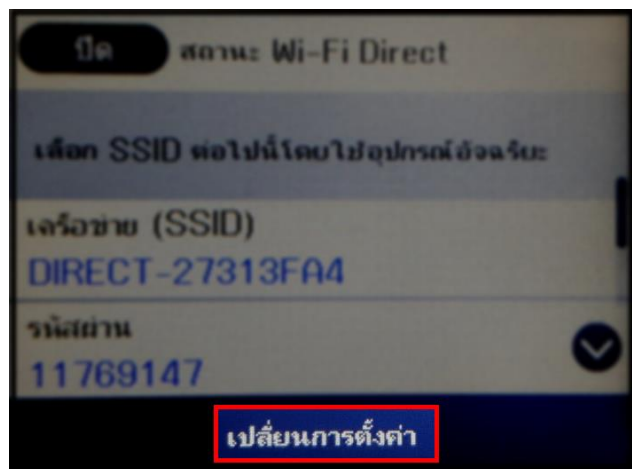 ปิด สถานะ Wi-Fi Direct
เลือก SSID ต่อไปนี้โดยใช้อุปกรณ์อัจฉริยะ
เครือข่าย (SSID)
DIRECT-27313FA4
รหัสผ่าน
11769147
เปลี่ยนการตั้งค่า